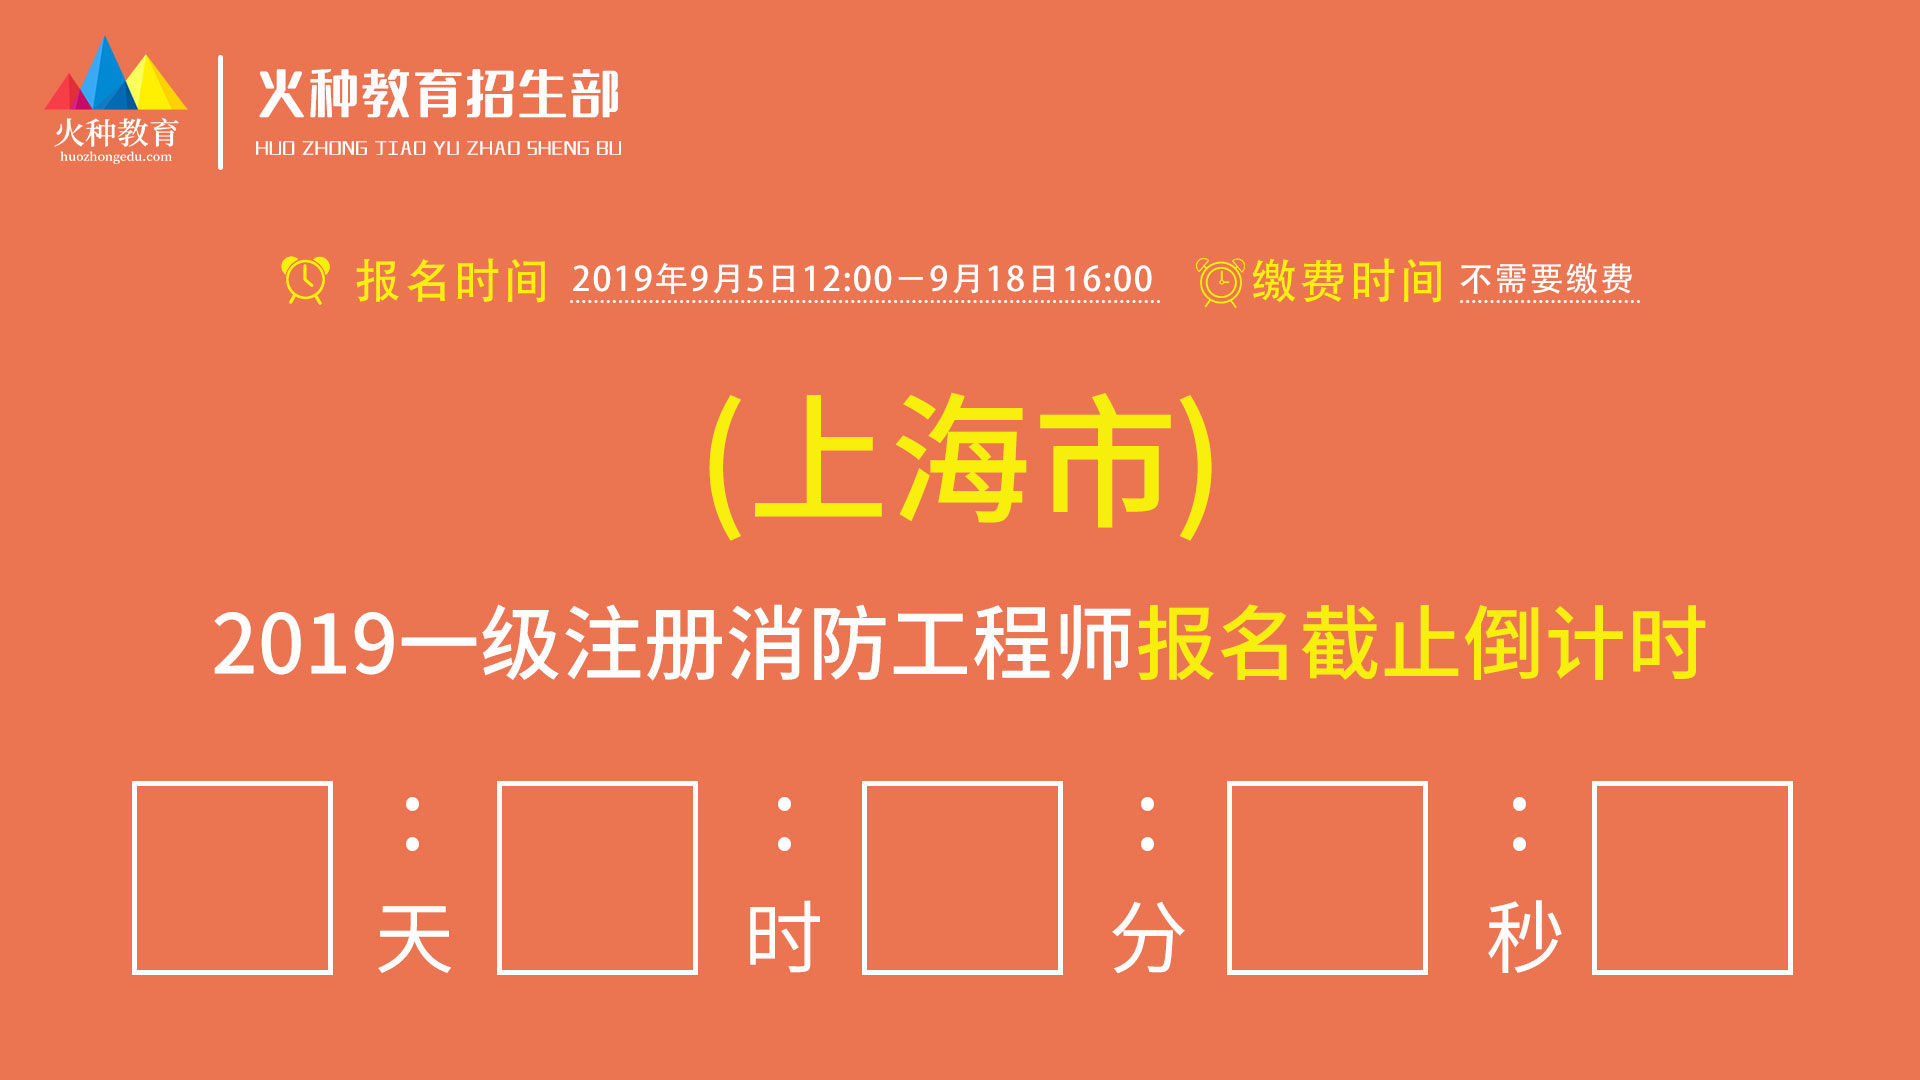 火种教育
huozhongedu.com
火种教育招生部
HUO ZHONG JIAO YU ZHAO SHENG BU
报名时间 2019年9月5日12:00－9月18日16:00 缴费时间 不需要缴费
(上海市)
2019一级注册消防工程师报名截止倒计时
: : : :
天 时 分 秒